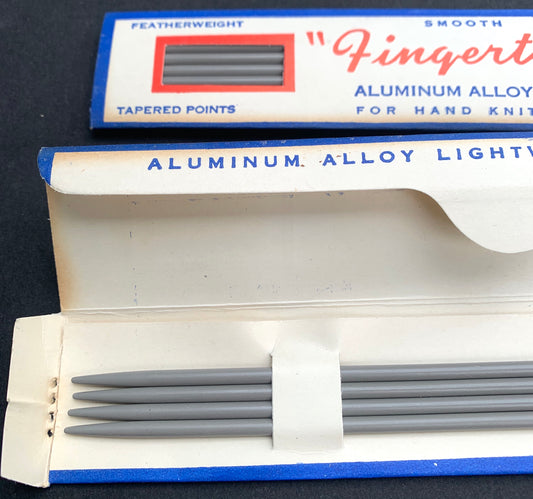 FEATHERWEIGHT
SMOOTH
"Fingert
ALUMINUM ALLOY
TAPERED POINTS
FOR HAND KNIT
ALUMINUM ALLOY LIGHTW